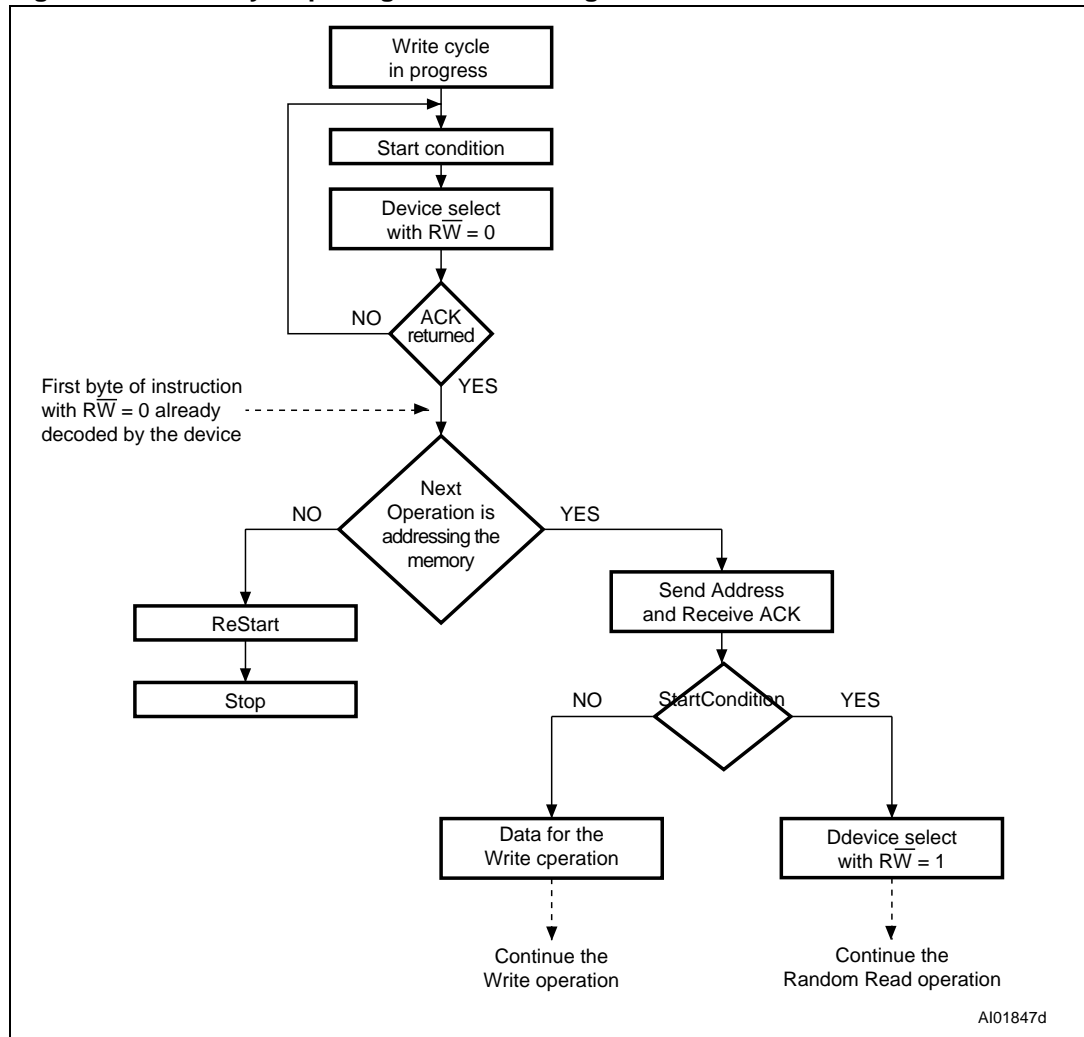 Write cycle
in progress
Start condition
Device select
with RW̅ = 0
ACK
returned
NO
YES
First byte of instruction
with RW̅ = 0 already
decoded by the device
Next
Operation is
addressing the
memory
NO
YES
Send Address
and Receive ACK
ReStart
Stop
StartCondition
NO
YES
Data for the
Write cperation
Ddevice select
with RW̅ = 1
Continue the
Write operation
Continue the
Random Read operation
AI01847d